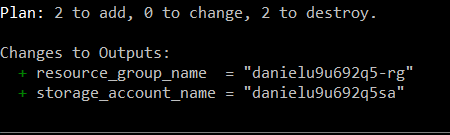 Plan: 2 to add, 0 to change, 2 to destroy.
Changes to Outputs:
+ resource_group_name = "danielu9u692q5-rg"
+ storage_account_name = "danielu9u692q5sa"